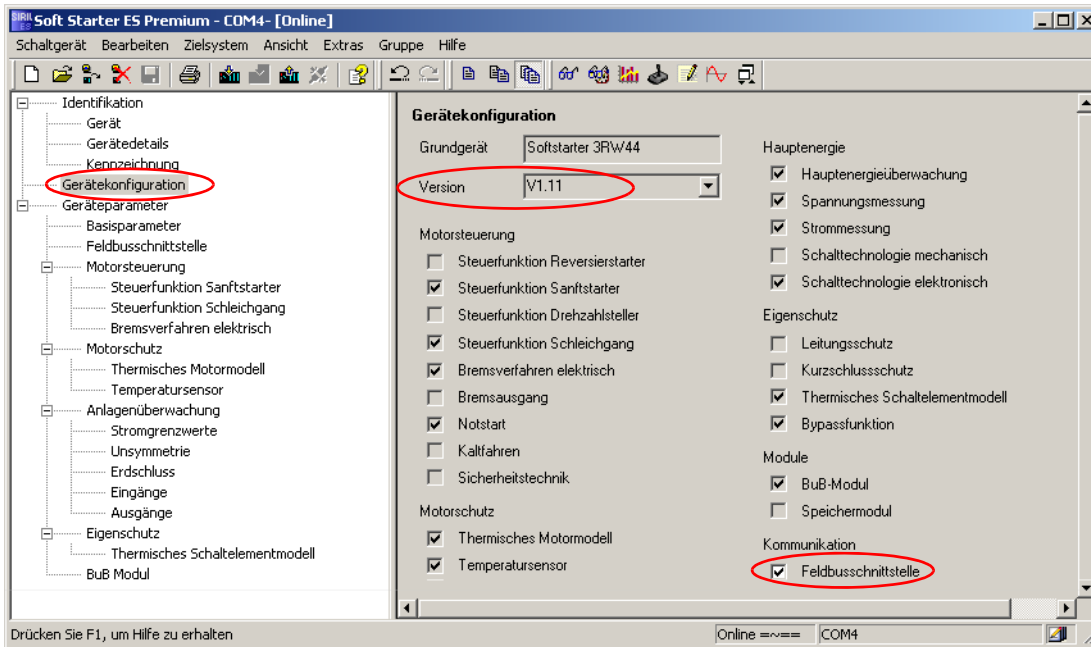 Soft Starter ES Premium - COM4- [Online]
Schaltgerät Bearbeiten Zielsystem Ansicht Extras Gruppe Hilfe
Identifikation
Gerät
Gerätedetails
Kennzeichnung
Gerätekonfiguration
Geräteparameter
Basisparameter
Feldbusschnittstelle
Motorsteuerung
Steuerfunktion Sanftstarter
Steuerfunktion Schleichgang
Bremsverfahren elektrisch
Motorschutz
Thermisches Motormodell
Temperatursensor
Anlagenüberwachung
Stromgrenzwerte
Unsymmetrie
Erdschluss
Eingänge
Ausgänge
Eigenschutz
Thermisches Schaltelementmodell
BuB Modul
Gerätekonfiguration
Grundgerät Softstarter 3RW44
Version V1.11
Motorsteuerung
Steuerfunktion Reversierstarter
Steuerfunktion Sanftstarter
Steuerfunktion Drehzahlsteller
Steuerfunktion Schleichgang
Bremsverfahren elektrisch
Bremsausgang
Notstart
Kaltfahren
Sicherheitstechnik
Motorschutz
Thermisches Motormodell
Temperatursensor
Hauptenergie
Hauptenergieüberwachung
Spannungsmessung
Strommessung
Schalttechnologie mechanisch
Schalttechnologie elektronisch
Eigenschutz
Leitungsschutz
Kurzschlussschutz
Thermisches Schaltelementmodell
Bypassfunktion
Module
BuB-Modul
Speichermodul
Kommunikation
Feldbusschnittstelle
Drücken Sie F1, um Hilfe zu erhalten
Online =~== COM4